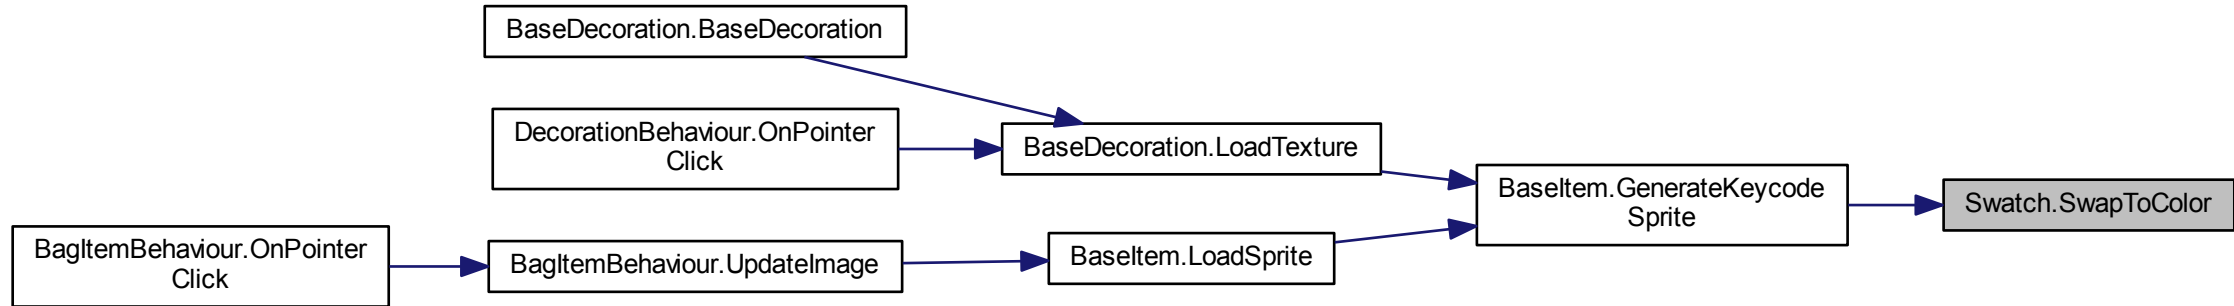 BaseDecoration.BaseDecoration
DecorationBehaviour.OnPointer
Click
BaseDecoration.LoadTexture
BaseItem.GenerateKeycode
Sprite
Swatch.SwapToColor
BagItemBehaviour.OnPointer
Click
BagItemBehaviour.UpdateImage
BaseItem.LoadSprite